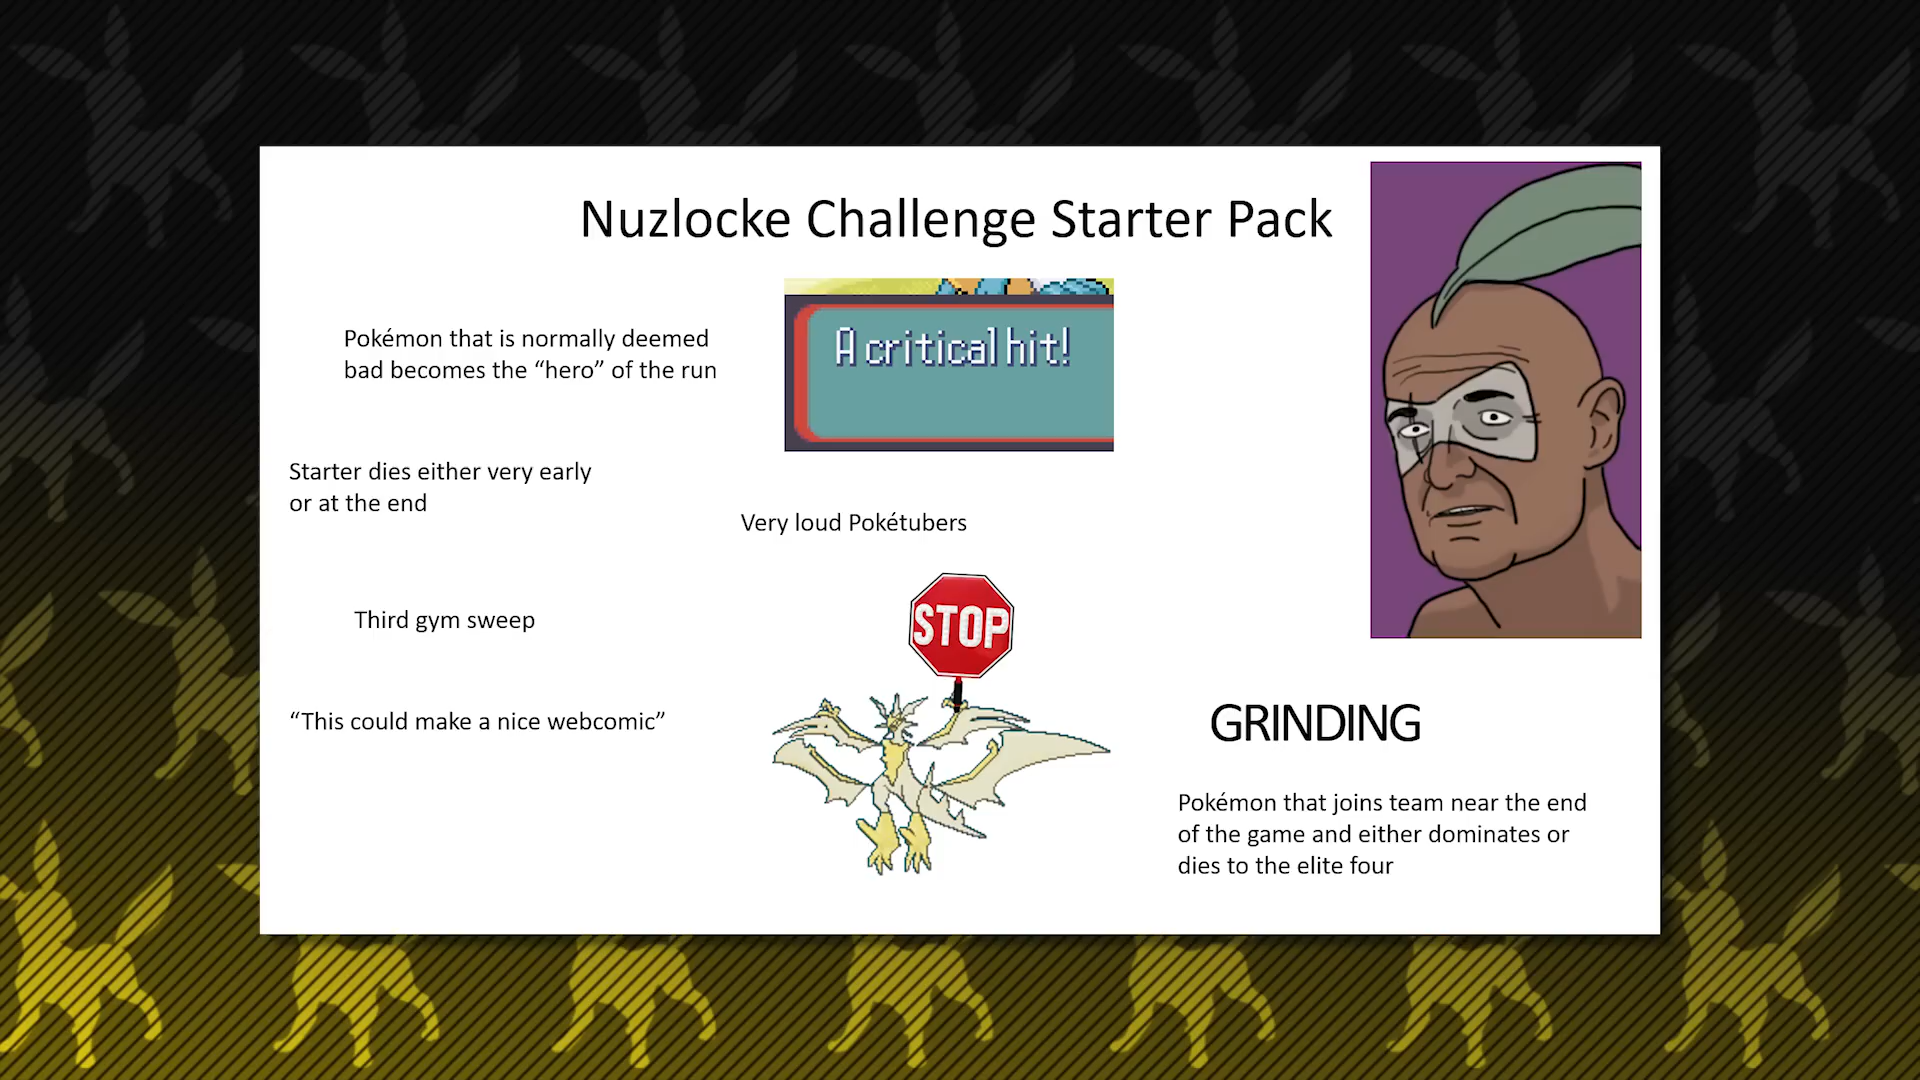 Nuzlocke Challenge Starter Pack
Pokémon that is normally deemed
bad becomes the “hero” of the run
A critical hit!
Starter dies either very early
or at the end
Very loud Pokétubers
STOP
Third gym sweep
“This could make a nice webcomic”
GRINDING
Pokémon that joins team near the end
of the game and either dominates or
dies to the elite four